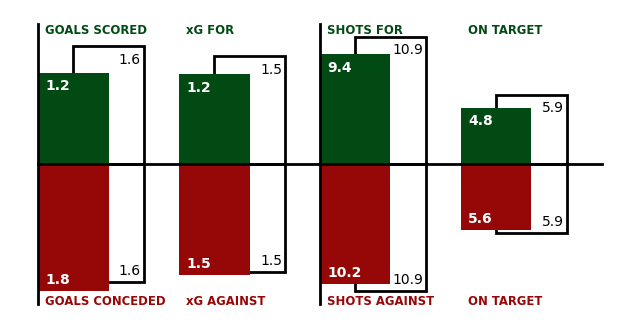 GOALS SCORED xG FOR SHOTS FOR ON TARGET
1.6 1.5 10.9 5.9
1.2 1.2 9.4 4.8
1.8 1.5 10.2 5.6
1.6 1.5 10.9 5.9
GOALS CONCEDED xG AGAINST SHOTS AGAINST ON TARGET